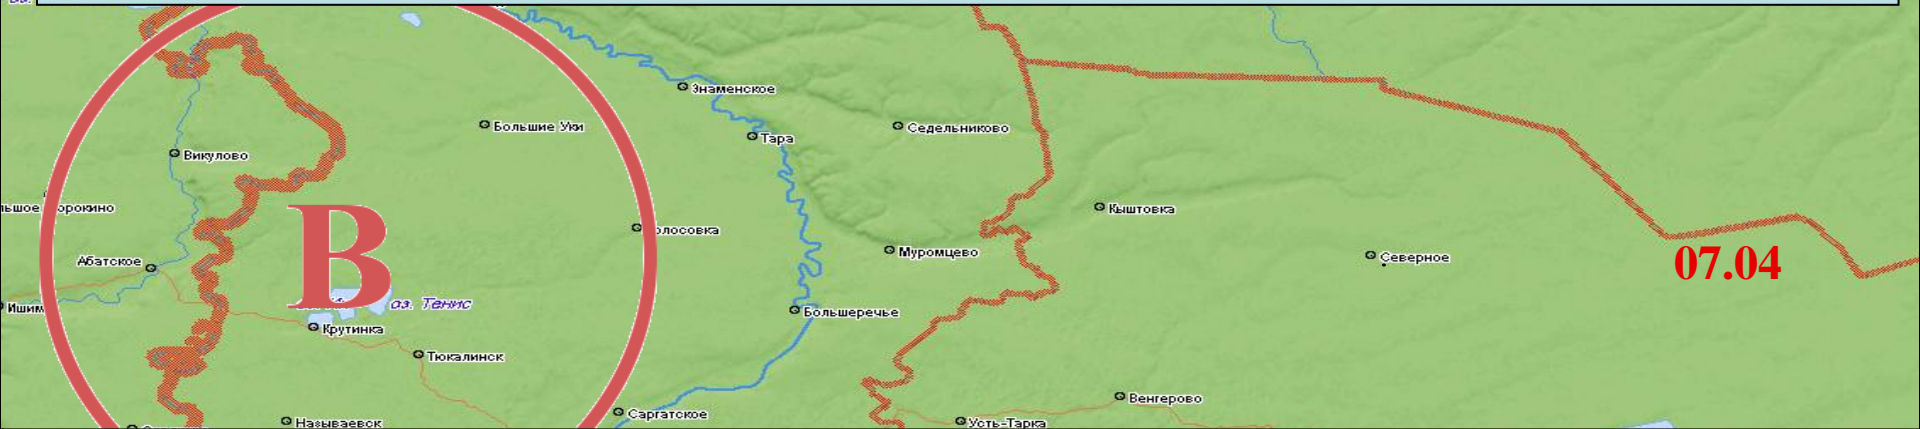 Знаменское
Большие Уки
Тара
Седельниково
Викулово
орокино
Кыштовка
В
олосовка
Муромцево
Абатское
Северное
07.04
Ишим
оз. Тенис
Большеречье
Крутинка
Тюкалинск
Венгерово
Саргатское
Называевск
Усть-Тарка